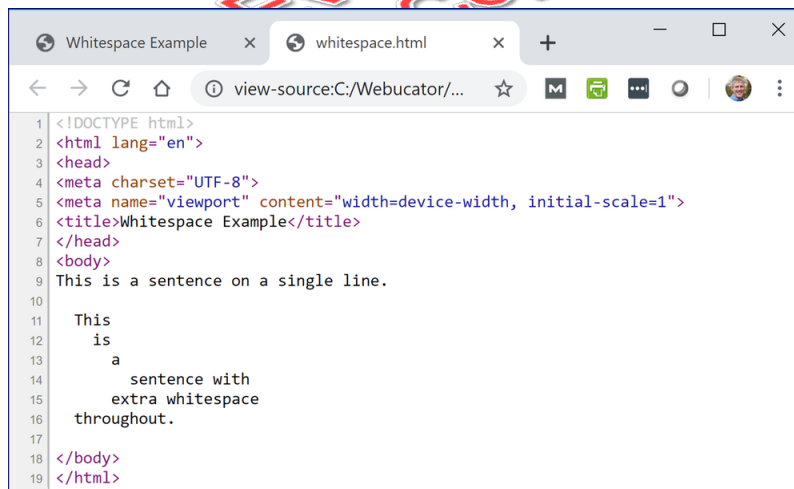 Whitespace Example
whitespace.html
view-source:C:/Webucator/...
1 <!DOCTYPE html>
2 <html lang="en">
3 <head>
4 <meta charset="UTF-8">
5 <meta name="viewport" content="width=device-width, initial-scale=1">
6 <title>Whitespace Example</title>
7 </head>
8 <body>
9 This is a sentence on a single line.
10
11   This
12     is
13       a
14         sentence with
15       extra whitespace
16   throughout.
17
18 </body>
19 </html>